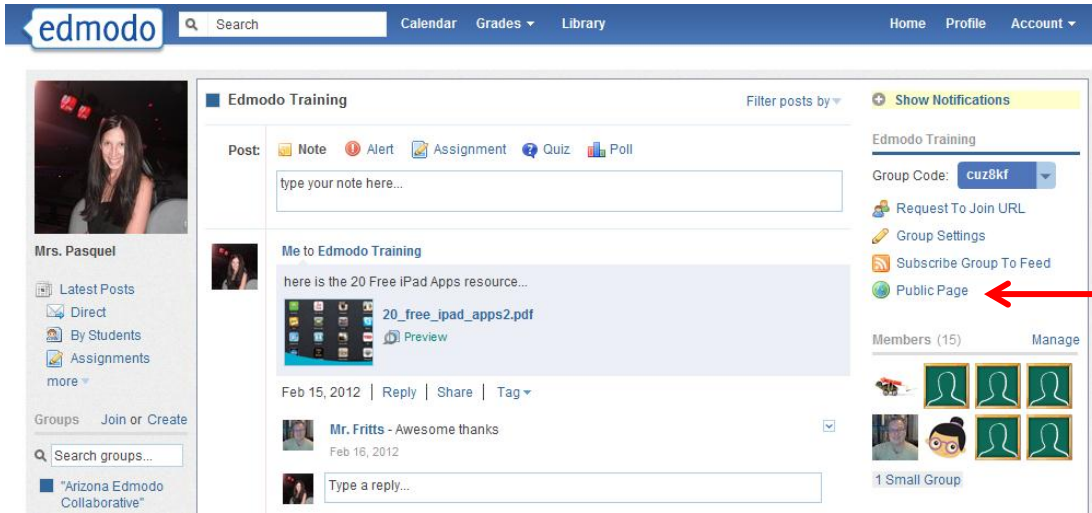 edmodo Search Calendar Grades Library Home Profile Account
Mrs. Pasquel
Latest Posts
Direct
By Students
Assignments
more
Groups Join or Create
Search groups...
"Arizona Edmodo
Collaborative"
Edmodo Training Filter posts by
Post: Note Alert Assignment Quiz Poll
type your note here...
Me to Edmodo Training
here is the 20 Free iPad Apps resource...
20_free_ipad_apps2.pdf
Preview
Feb 15, 2012 | Reply | Share | Tag
Mr. Fritts - Awesome thanks
Feb 16, 2012
Type a reply...
Show Notifications
Edmodo Training
Group Code: cuz8kf
Request To Join URL
Group Settings
Subscribe Group To Feed
Public Page
Members (15) Manage
1 Small Group